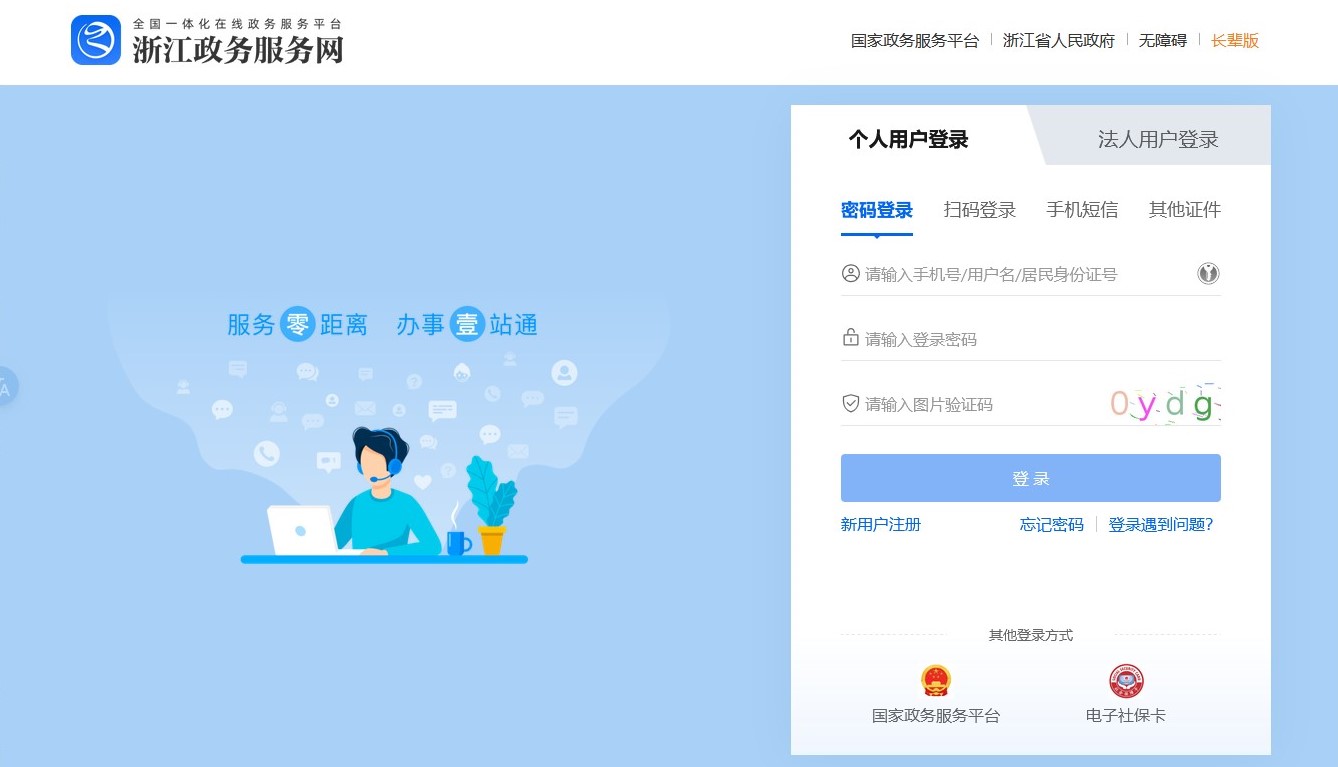 全国一体化在线政务服务平台
浙江政务服务网
国家政务服务平台 浙江省人民政府 无障碍 长辈版
个人用户登录 法人用户登录
密码登录 扫码登录 手机短信 其他证件
请输入手机号/用户名/居民身份证号
服务零距离 办事壹站通
请输入登录密码
请输入图片验证码 0ydg
登录
新用户注册 忘记密码 登录遇到问题?
其他登录方式
国家政务服务平台 电子社保卡